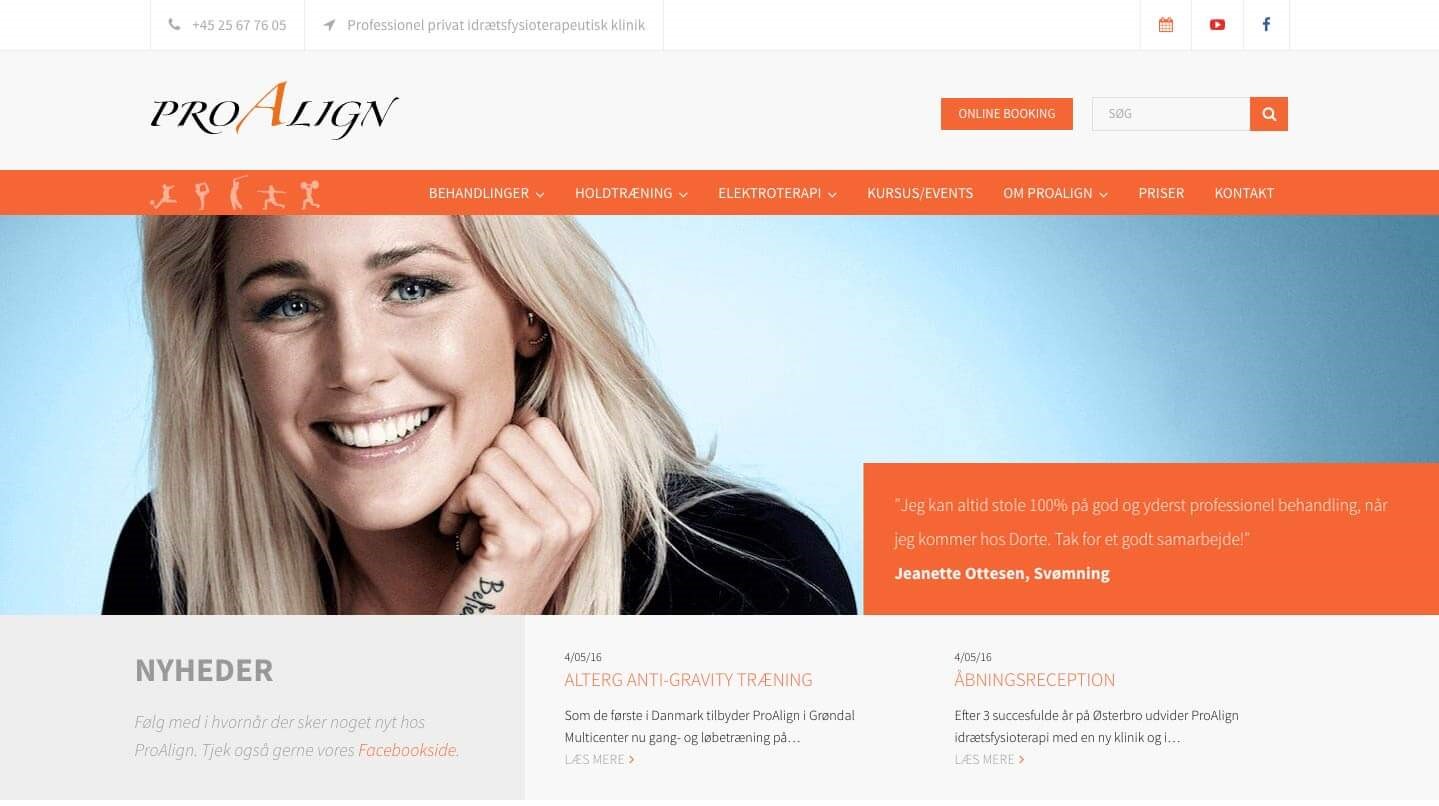 +45 25 67 76 05
Professionel privat idrætsfysioterapeutisk klinik
PROALIGN
ONLINE BOOKING
SØG
BEHANDLINGER
HOLDTRÆNING
ELEKTROTERAPI
KURSUS/EVENTS
OM PROALIGN
PRISER
KONTAKT
"Jeg kan altid stole 100% på god og yderst professionel behandling, når
jeg kommer hos Dorte. Tak for et godt samarbejde!"
Jeanette Ottesen, Svømning
NYHEDER
Følg med i hvornår der sker noget nyt hos
ProAlign. Tjek også gerne vores Facebookside.
4/05/16
ALTERG ANTI-GRAVITY TRÆNING
Som de første i Danmark tilbyder ProAlign i Grøndal
Multicenter nu gang- og løbetræning på...
LÆS MERE
4/05/16
ÅBNINGSRECEPTION
Efter 3 succesfulde år på Østerbro udvider ProAlign
idrætsfysioterapi med en ny klinik og i...
LÆS MERE